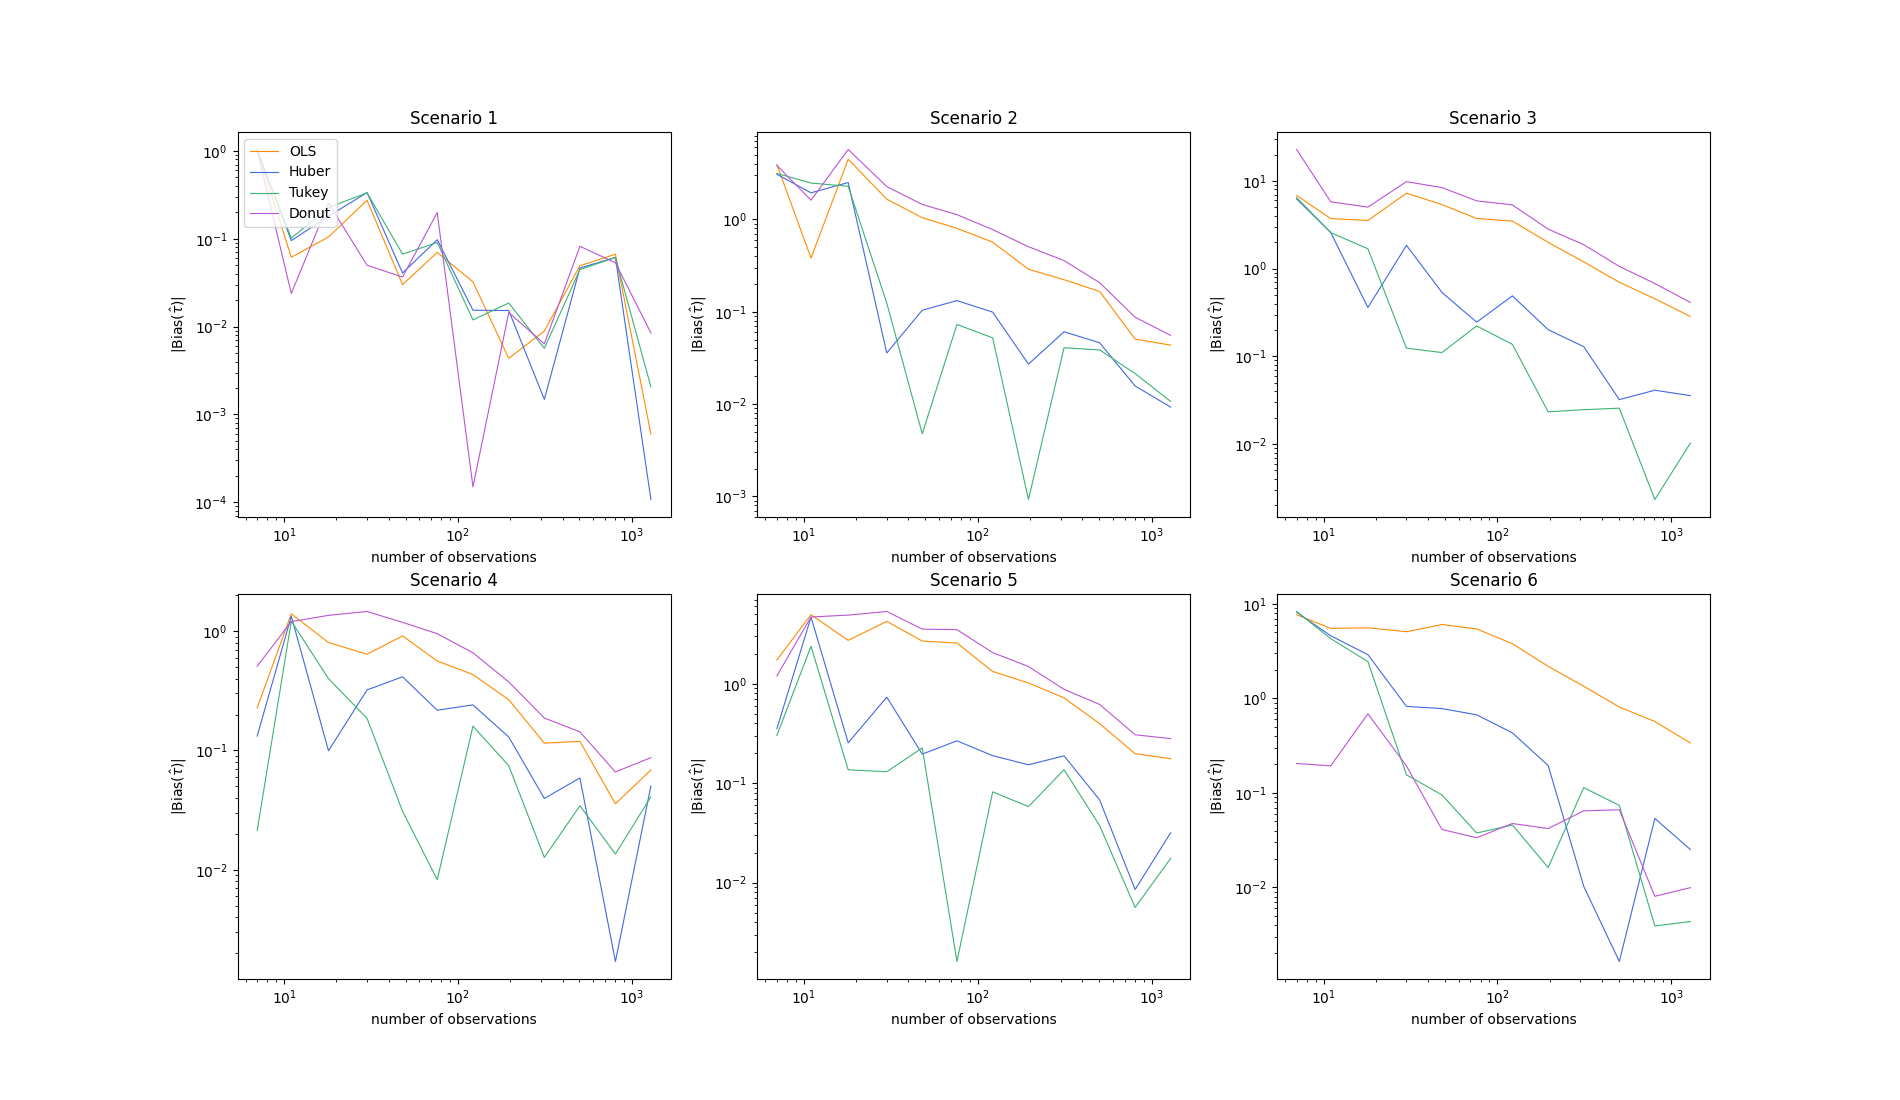 Scenario 1
|Bias(τ̂)|
10⁰
10⁻¹
10⁻²
10⁻³
10⁻⁴
OLS
Huber
Tukey
Donut
10¹
10²
10³
number of observations
Scenario 2
|Bias(τ̂)|
10⁰
10⁻¹
10⁻²
10⁻³
10¹
10²
10³
number of observations
Scenario 3
|Bias(τ̂)|
10¹
10⁰
10⁻¹
10⁻²
10¹
10²
10³
number of observations
Scenario 4
|Bias(τ̂)|
10⁰
10⁻¹
10⁻²
10¹
10²
10³
number of observations
Scenario 5
|Bias(τ̂)|
10⁰
10⁻¹
10⁻²
10¹
10²
10³
number of observations
Scenario 6
|Bias(τ̂)|
10¹
10⁰
10⁻¹
10⁻²
10¹
10²
10³
number of observations